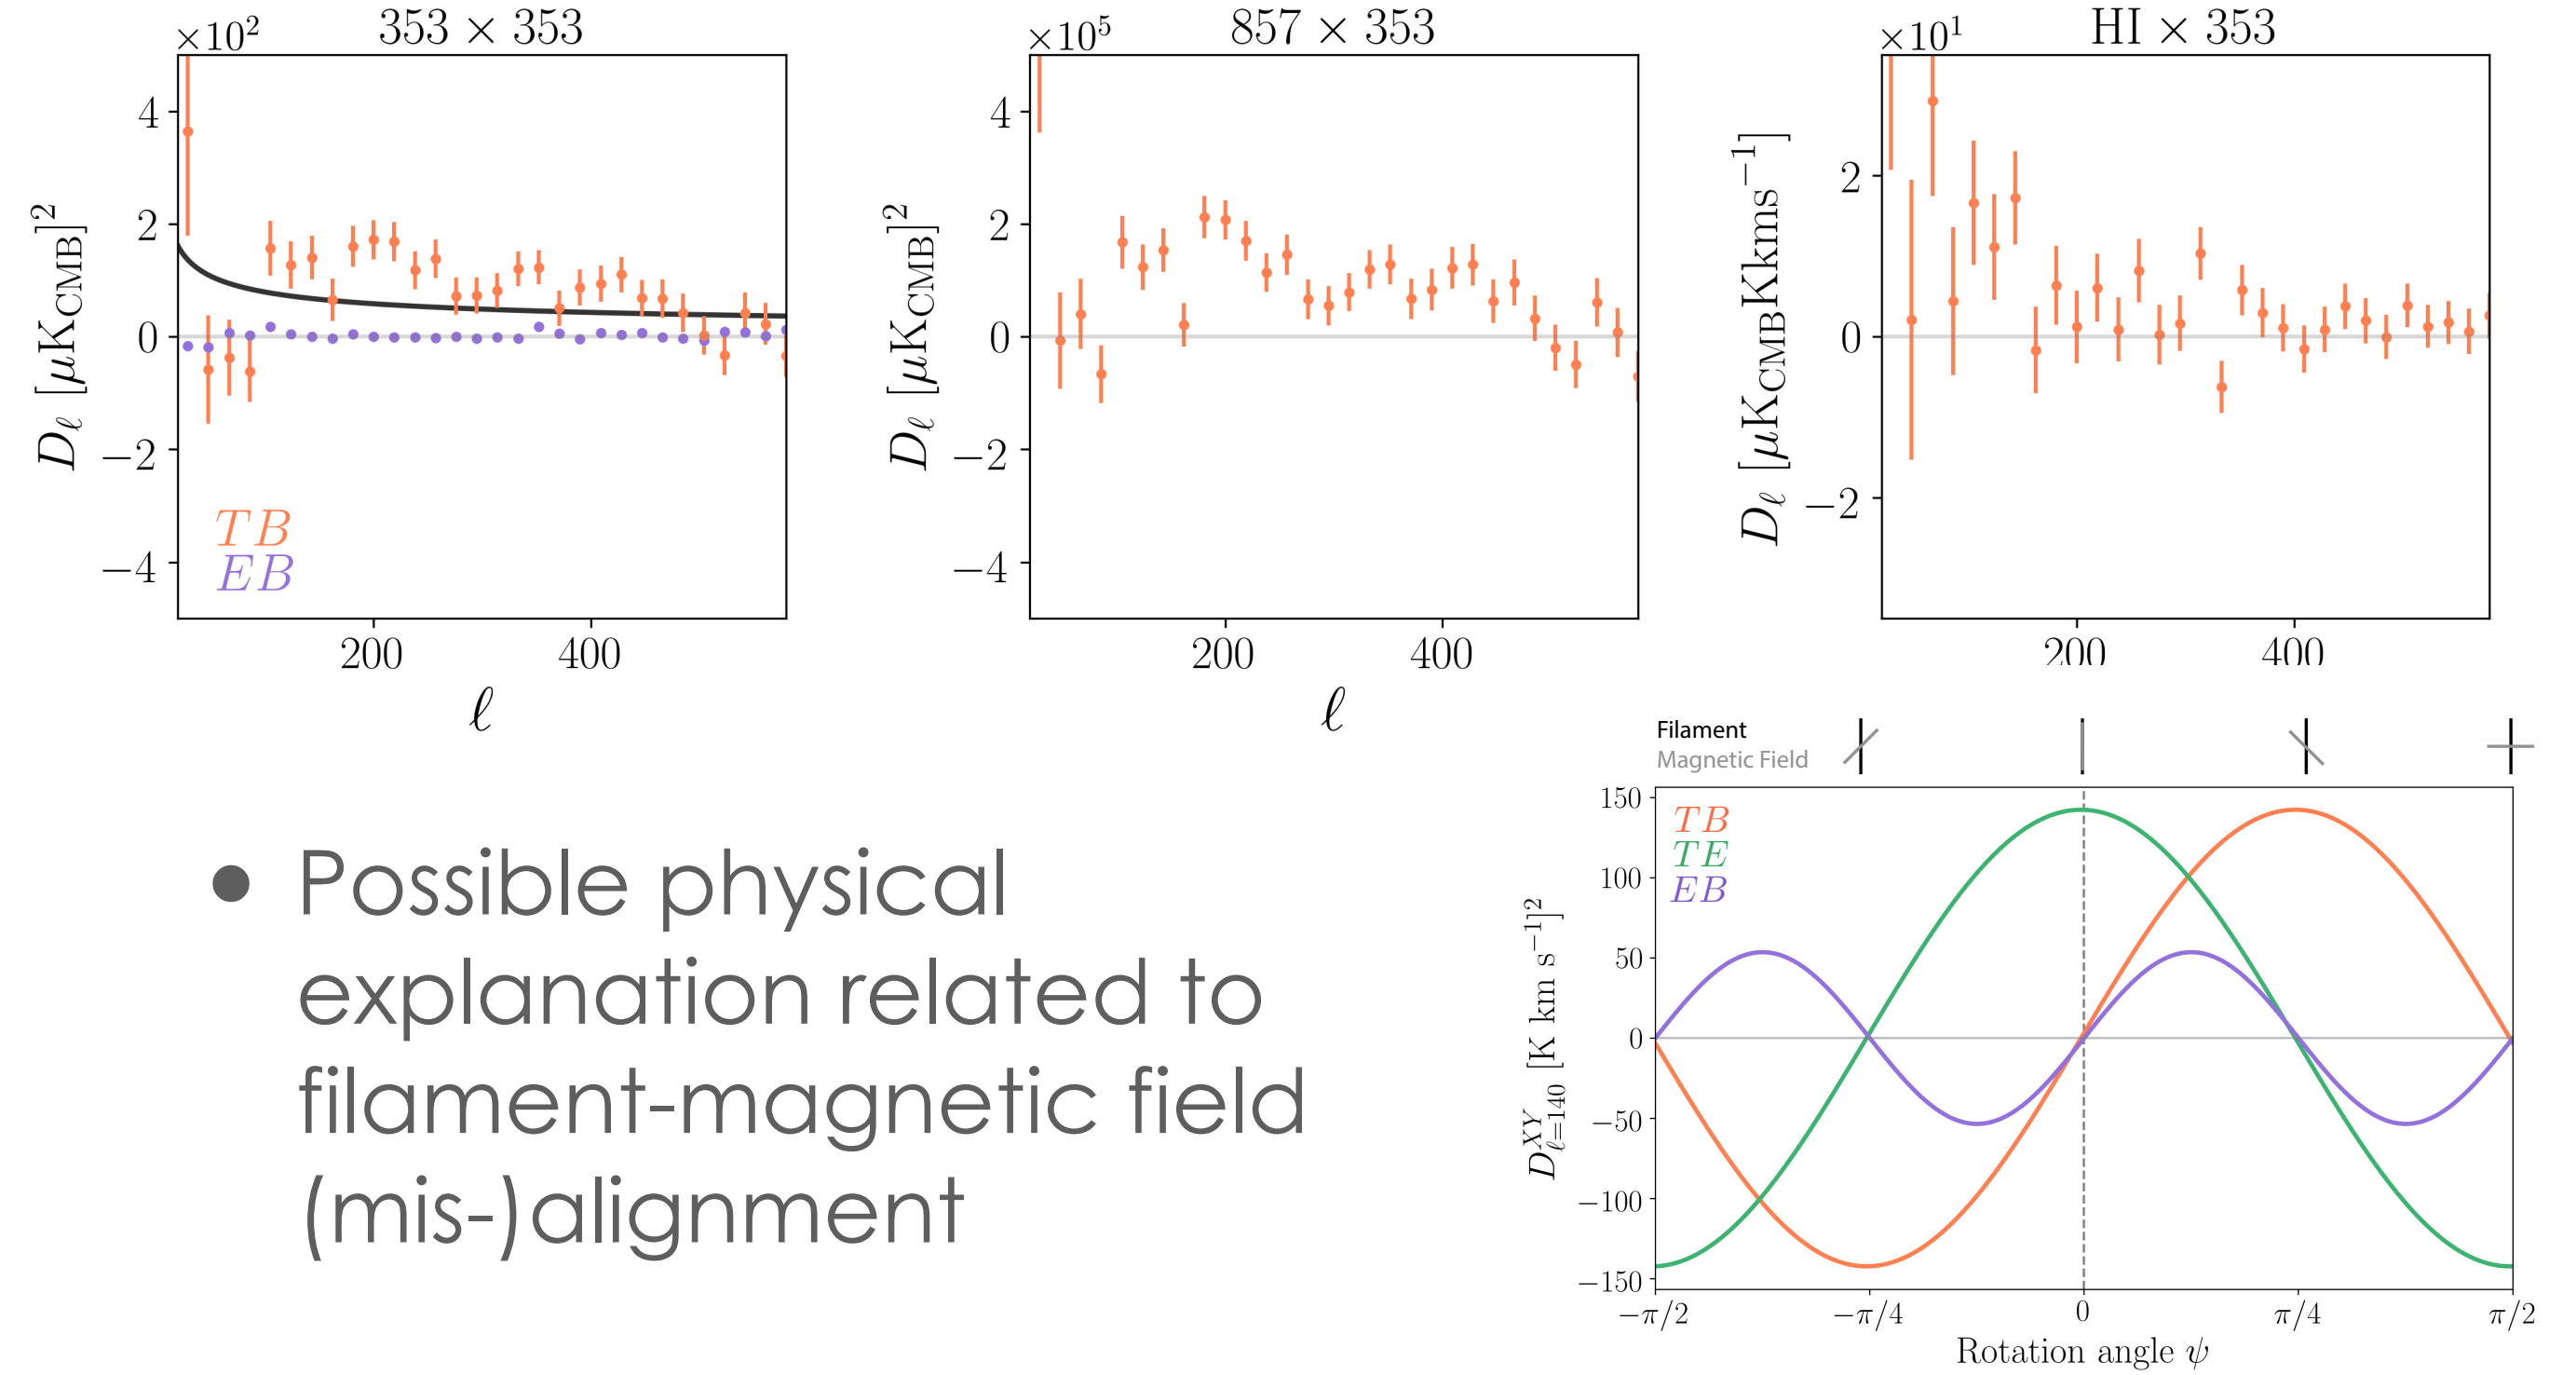 ×10²
353 × 353
D_ℓ [μK_CMB]²
4
2
0
−2
−4
TB
EB
200
400
ℓ
×10⁵
857 × 353
D_ℓ [μK_CMB]²
4
2
0
−2
−4
200
400
ℓ
×10¹
HI × 353
D_ℓ [μK_CMB Kkms⁻¹]
2
0
−2
200
400
• Possible physical
explanation related to
filament-magnetic field
(mis-)alignment
Filament
Magnetic Field
TB
TE
EB
D^{XY}_{ℓ=140} [K km s⁻¹]²
150
100
50
0
−50
−100
−150
−π/2
−π/4
0
π/4
π/2
Rotation angle ψ